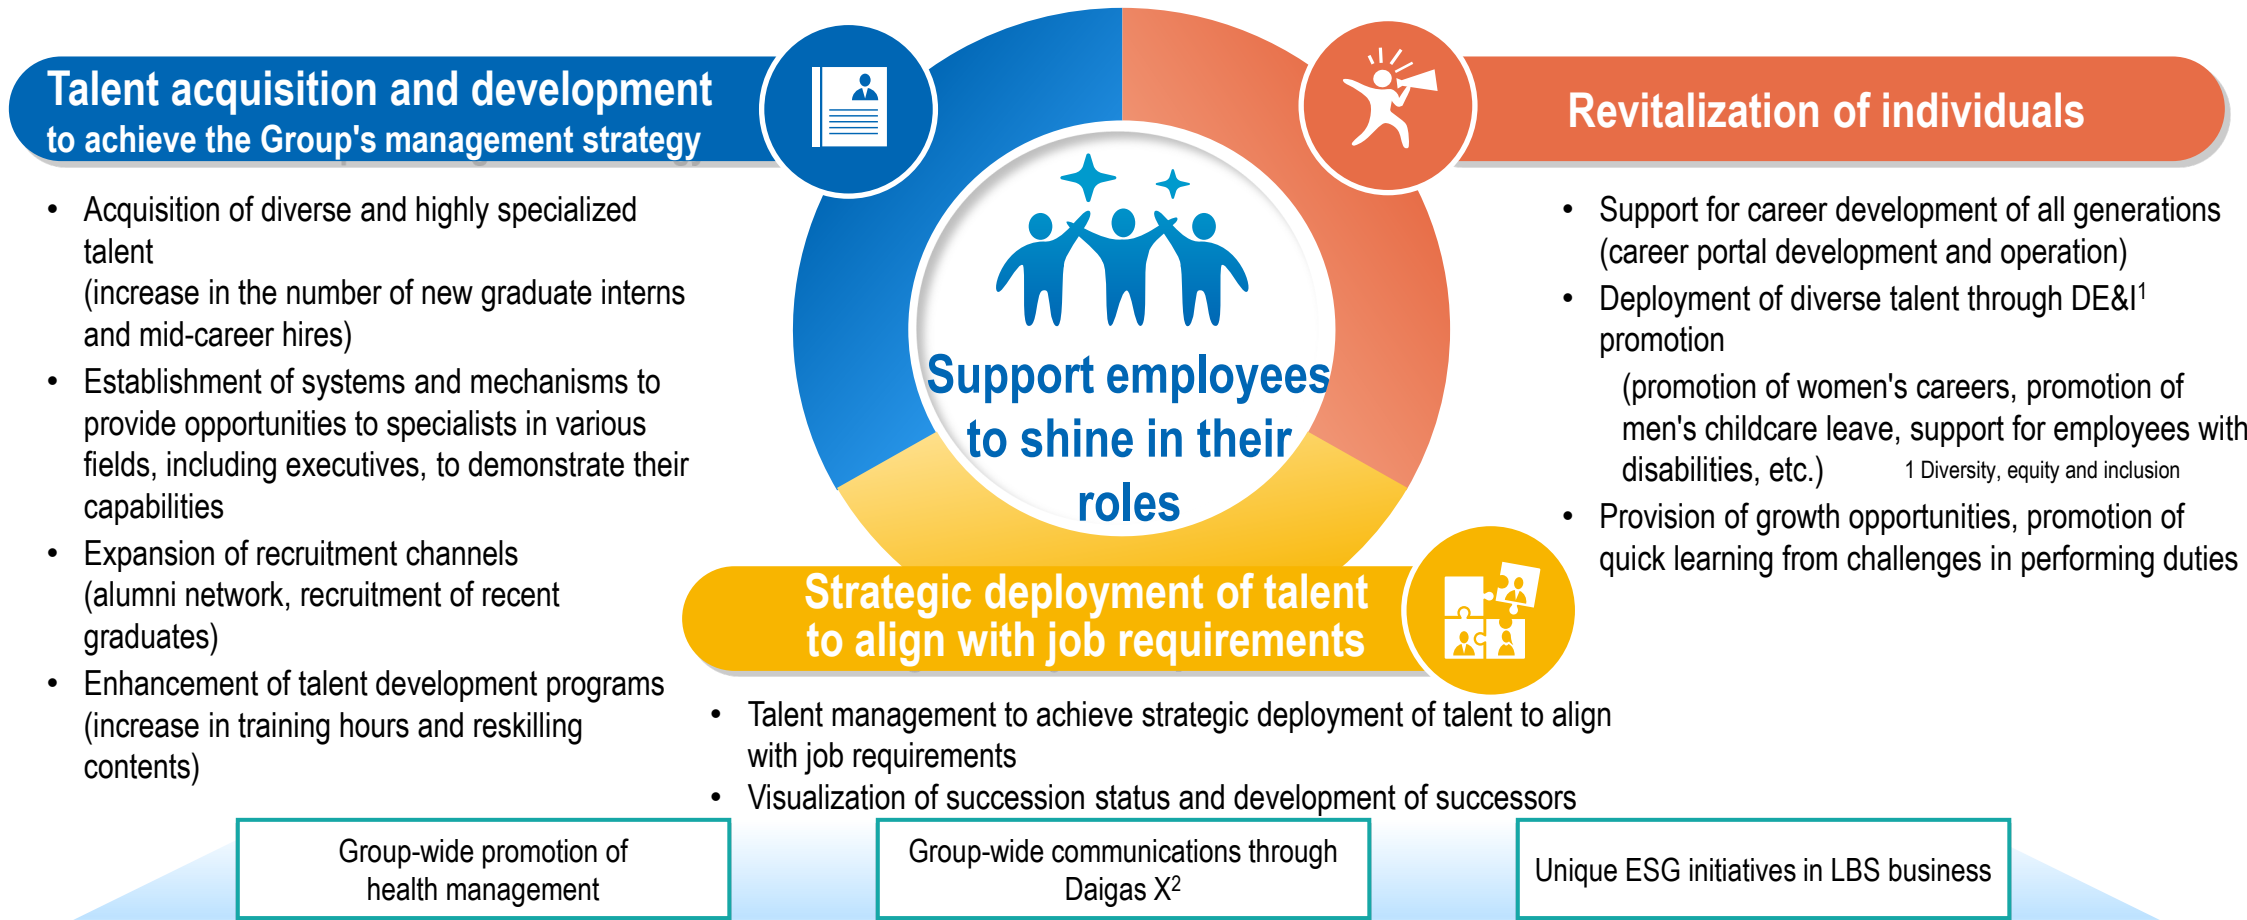 Talent acquisition and development
to achieve the Group's management strategy
• Acquisition of diverse and highly specialized
talent
(increase in the number of new graduate interns
and mid-career hires)
• Establishment of systems and mechanisms to
provide opportunities to specialists in various
fields, including executives, to demonstrate their
capabilities
• Expansion of recruitment channels
(alumni network, recruitment of recent
graduates)
• Enhancement of talent development programs
(increase in training hours and reskilling
contents)
Support employees
to shine in their
roles
Revitalization of individuals
• Support for career development of all generations
(career portal development and operation)
• Deployment of diverse talent through DE&I1
promotion
(promotion of women's careers, promotion of
men's childcare leave, support for employees with
disabilities, etc.) 1 Diversity, equity and inclusion
• Provision of growth opportunities, promotion of
quick learning from challenges in performing duties
Strategic deployment of talent
to align with job requirements
• Talent management to achieve strategic deployment of talent to align
with job requirements
• Visualization of succession status and development of successors
Group-wide promotion of
health management
Group-wide communications through
Daigas X2
Unique ESG initiatives in LBS business